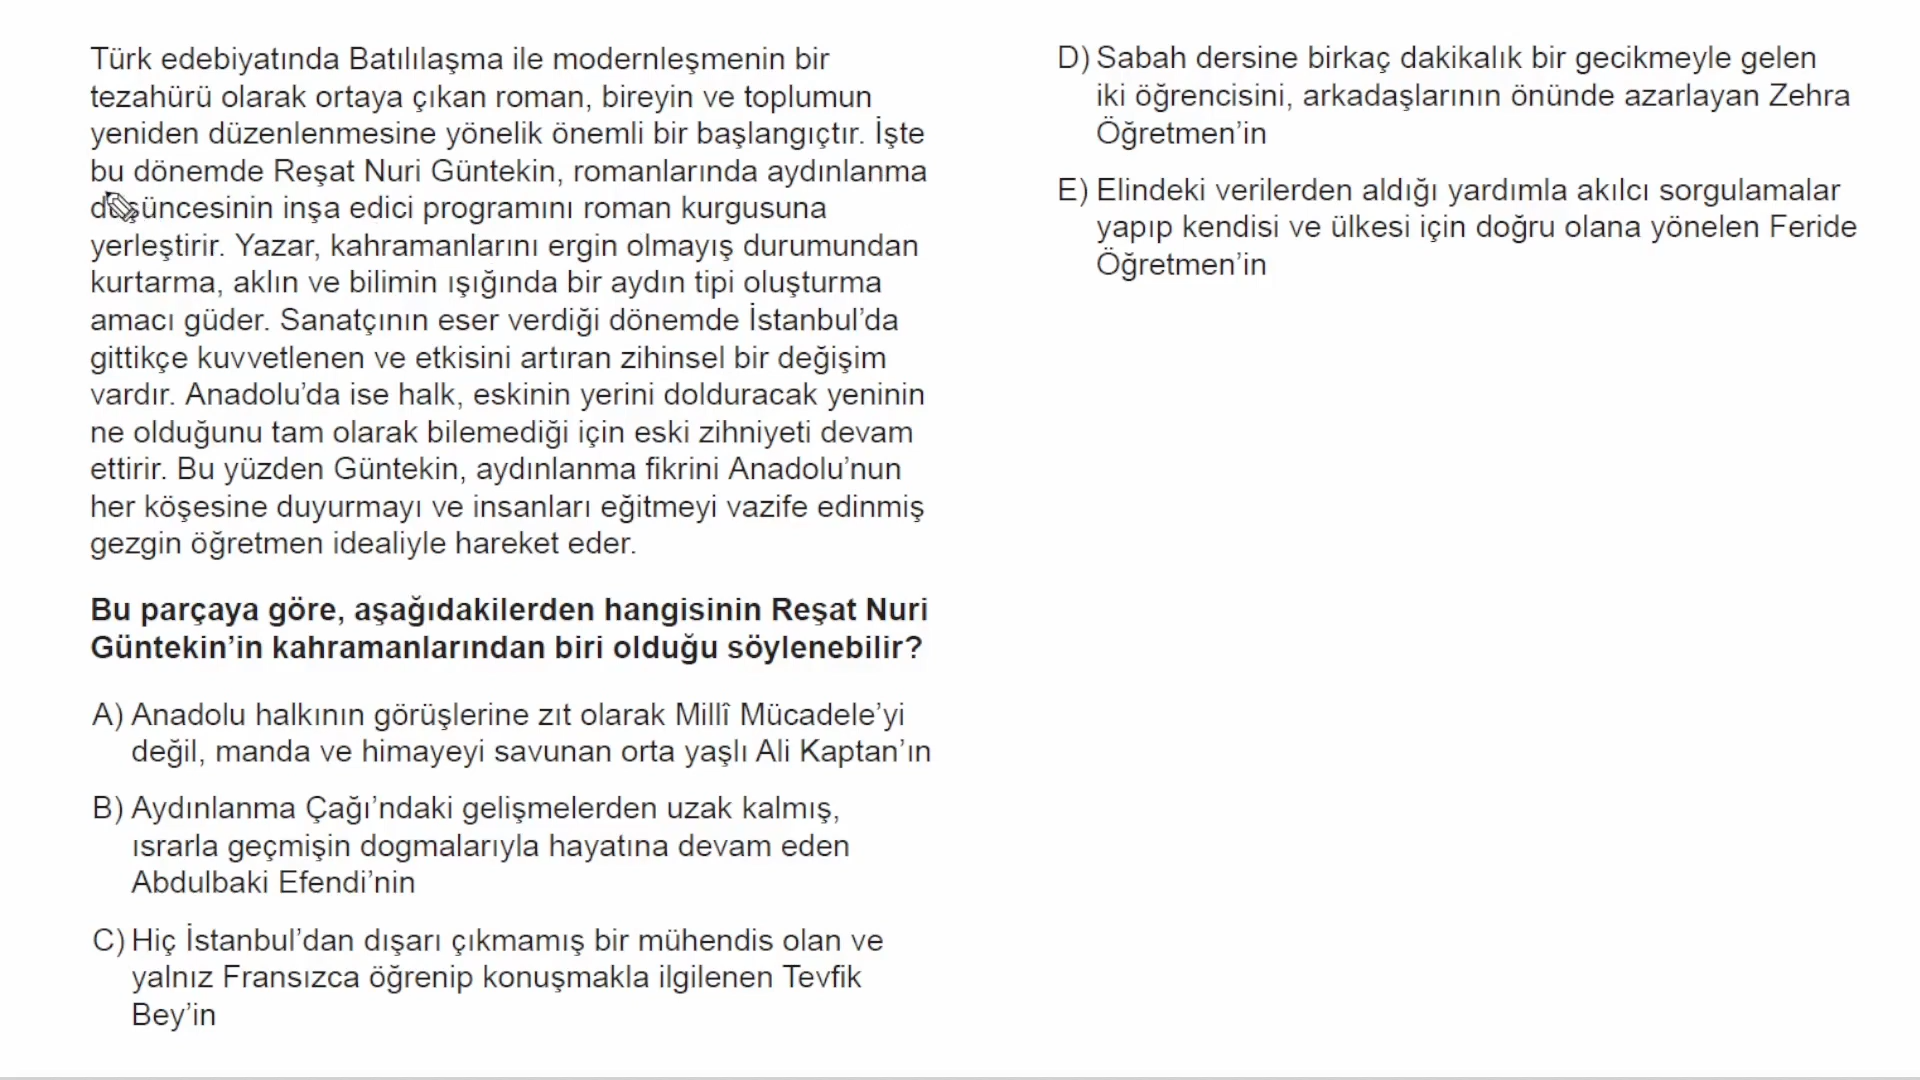 Türk edebiyatında Batılılaşma ile modernleşmenin bir
tezahürü olarak ortaya çıkan roman, bireyin ve toplumun
yeniden düzenlenmesine yönelik önemli bir başlangıçtır. İşte
bu dönemde Reşat Nuri Güntekin, romanlarında aydınlanma
düşüncesinin inşa edici programını roman kurgusuna
yerleştirir. Yazar, kahramanlarını ergin olmayış durumundan
kurtarma, aklın ve bilimin ışığında bir aydın tipi oluşturma
amacı güder. Sanatçının eser verdiği dönemde İstanbul’da
gittikçe kuvvetlenen ve etkisini artıran zihinsel bir değişim
vardır. Anadolu’da ise halk, eskinin yerini dolduracak yeninin
ne olduğunu tam olarak bilemediği için eski zihniyeti devam
ettirir. Bu yüzden Güntekin, aydınlanma fikrini Anadolu’nun
her köşesine duyurmayı ve insanları eğitmeyi vazife edinmiş
gezgin öğretmen idealiyle hareket eder.
Bu parçaya göre, aşağıdakilerden hangisinin Reşat Nuri
Güntekin’in kahramanlarından biri olduğu söylenebilir?
A) Anadolu halkının görüşlerine zıt olarak Millî Mücadele’yi
değil, manda ve himayeyi savunan orta yaşlı Ali Kaptan’ın
B) Aydınlanma Çağı’ndaki gelişmelerden uzak kalmış,
ısrarla geçmişin dogmalarıyla hayatına devam eden
Abdulbaki Efendi’nin
C) Hiç İstanbul’dan dışarı çıkmamış bir mühendis olan ve
yalnız Fransızca öğrenip konuşmakla ilgilenen Tevfik
Bey’in
D) Sabah dersine birkaç dakikalık bir gecikmeyle gelen
iki öğrencisini, arkadaşlarının önünde azarlayan Zehra
Öğretmen’in
E) Elindeki verilerden aldığı yardımla akılcı sorgulamalar
yapıp kendisi ve ülkesi için doğru olana yönelen Feride
Öğretmen’in